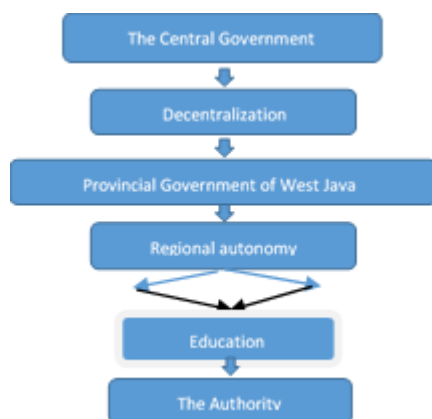 The Central Government
Decentralization
Provincial Government of West Java
Regional autonomy
Education
The Authority